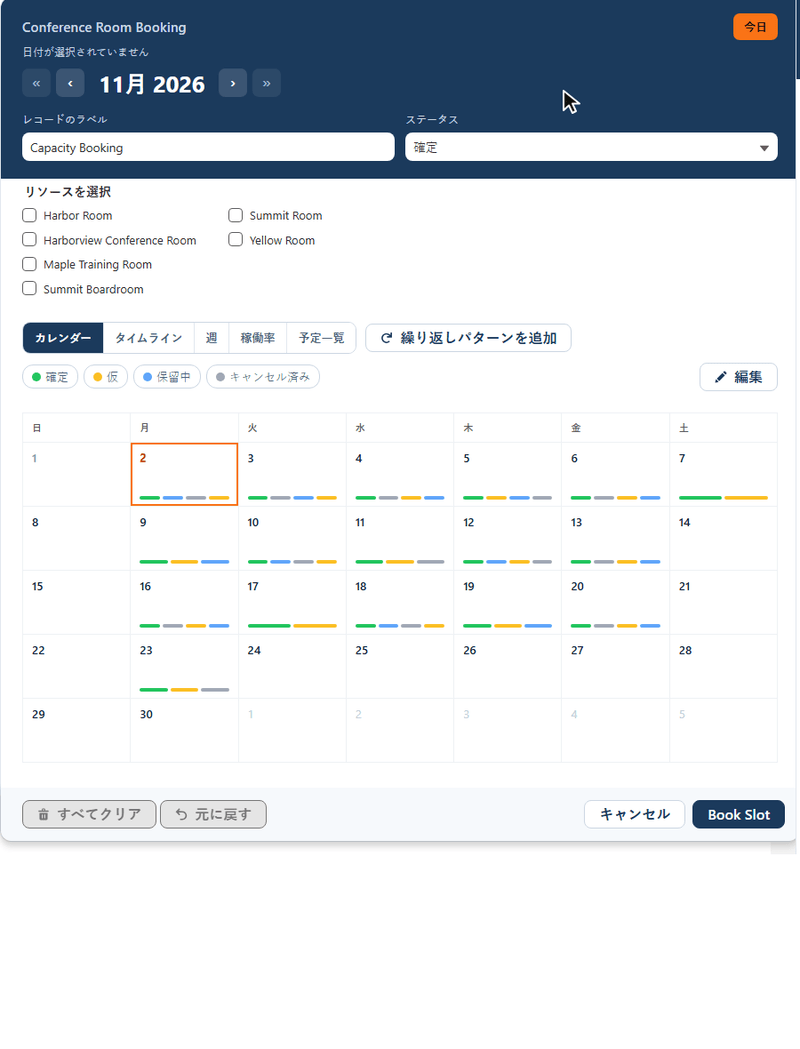 Conference Room Booking
今日
日付が選択されていません
« ‹ 11月 2026 › »
レコードのラベル ステータス
Capacity Booking 確定
リソースを選択
Harbor Room Summit Room
Harborview Conference Room Yellow Room
Maple Training Room
Summit Boardroom
カレンダー タイムライン 週 稼働率 予定一覧 繰り返しパターンを追加
確定 仮 保留中 キャンセル済み 編集
日 月 火 水 木 金 土
1 2 3 4 5 6 7
8 9 10 11 12 13 14
15 16 17 18 19 20 21
22 23 24 25 26 27 28
29 30 1 2 3 4 5
すべてクリア 元に戻す キャンセル Book Slot